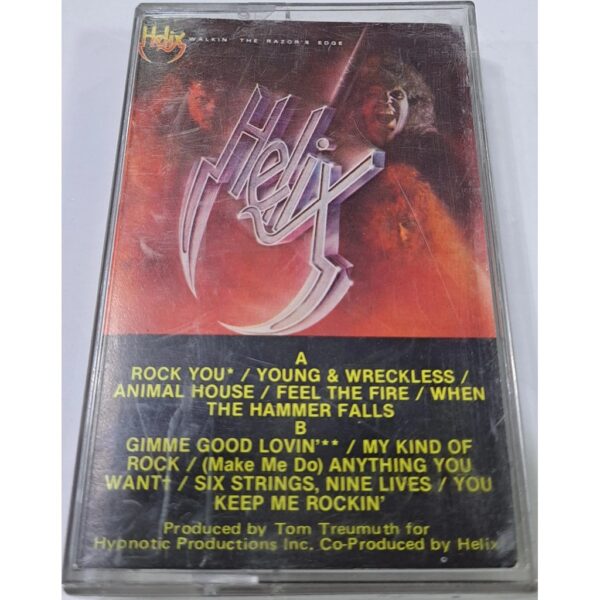 Helix WALKIN' THE RAZOR'S EDGE
Helix
A
ROCK YOU* / YOUNG & WRECKLESS /
ANIMAL HOUSE / FEEL THE FIRE / WHEN
THE HAMMER FALLS
B
GIMME GOOD LOVIN'** / MY KIND OF
ROCK / (Make Me Do) ANYTHING YOU
WANT† / SIX STRINGS, NINE LIVES / YOU
KEEP ME ROCKIN'
Produced by Tom Treumuth for
Hypnotic Productions Inc. Co-Produced by Helix